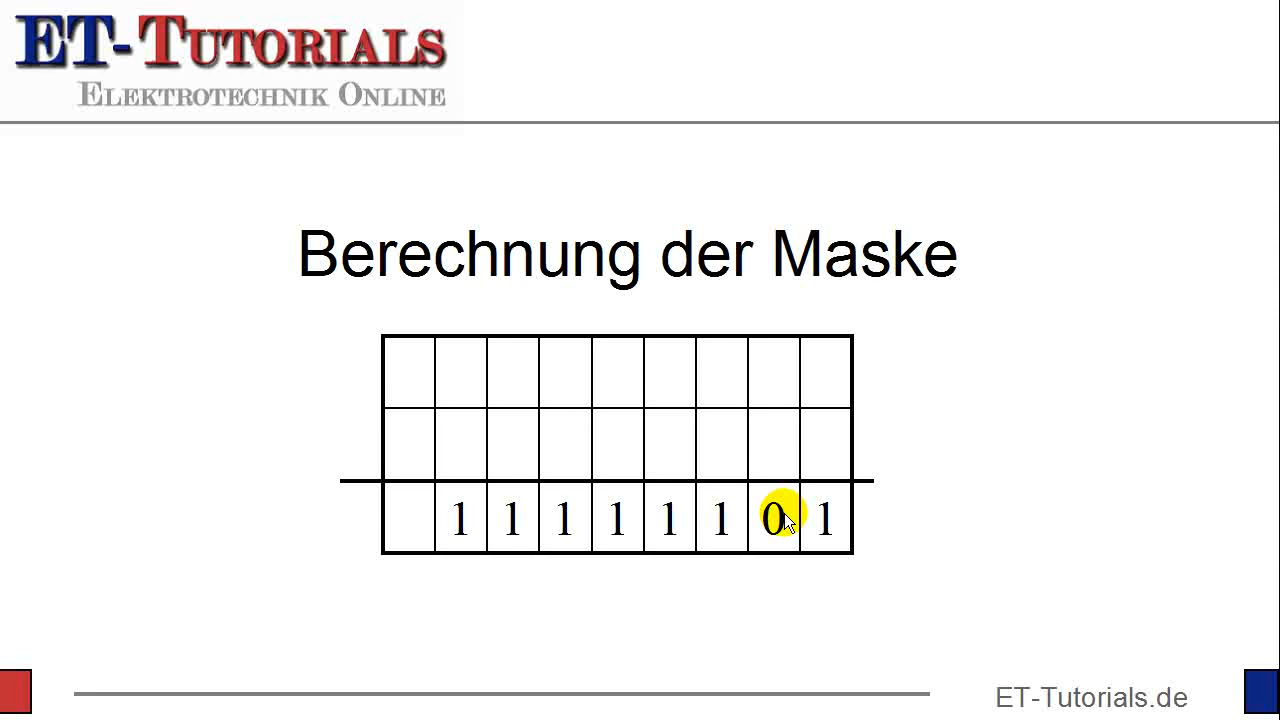 ET-TUTORIALS
ELEKTROTECHNIK ONLINE
Berechnung der Maske
1 1 1 1 1 1 0 1
ET-Tutorials.de